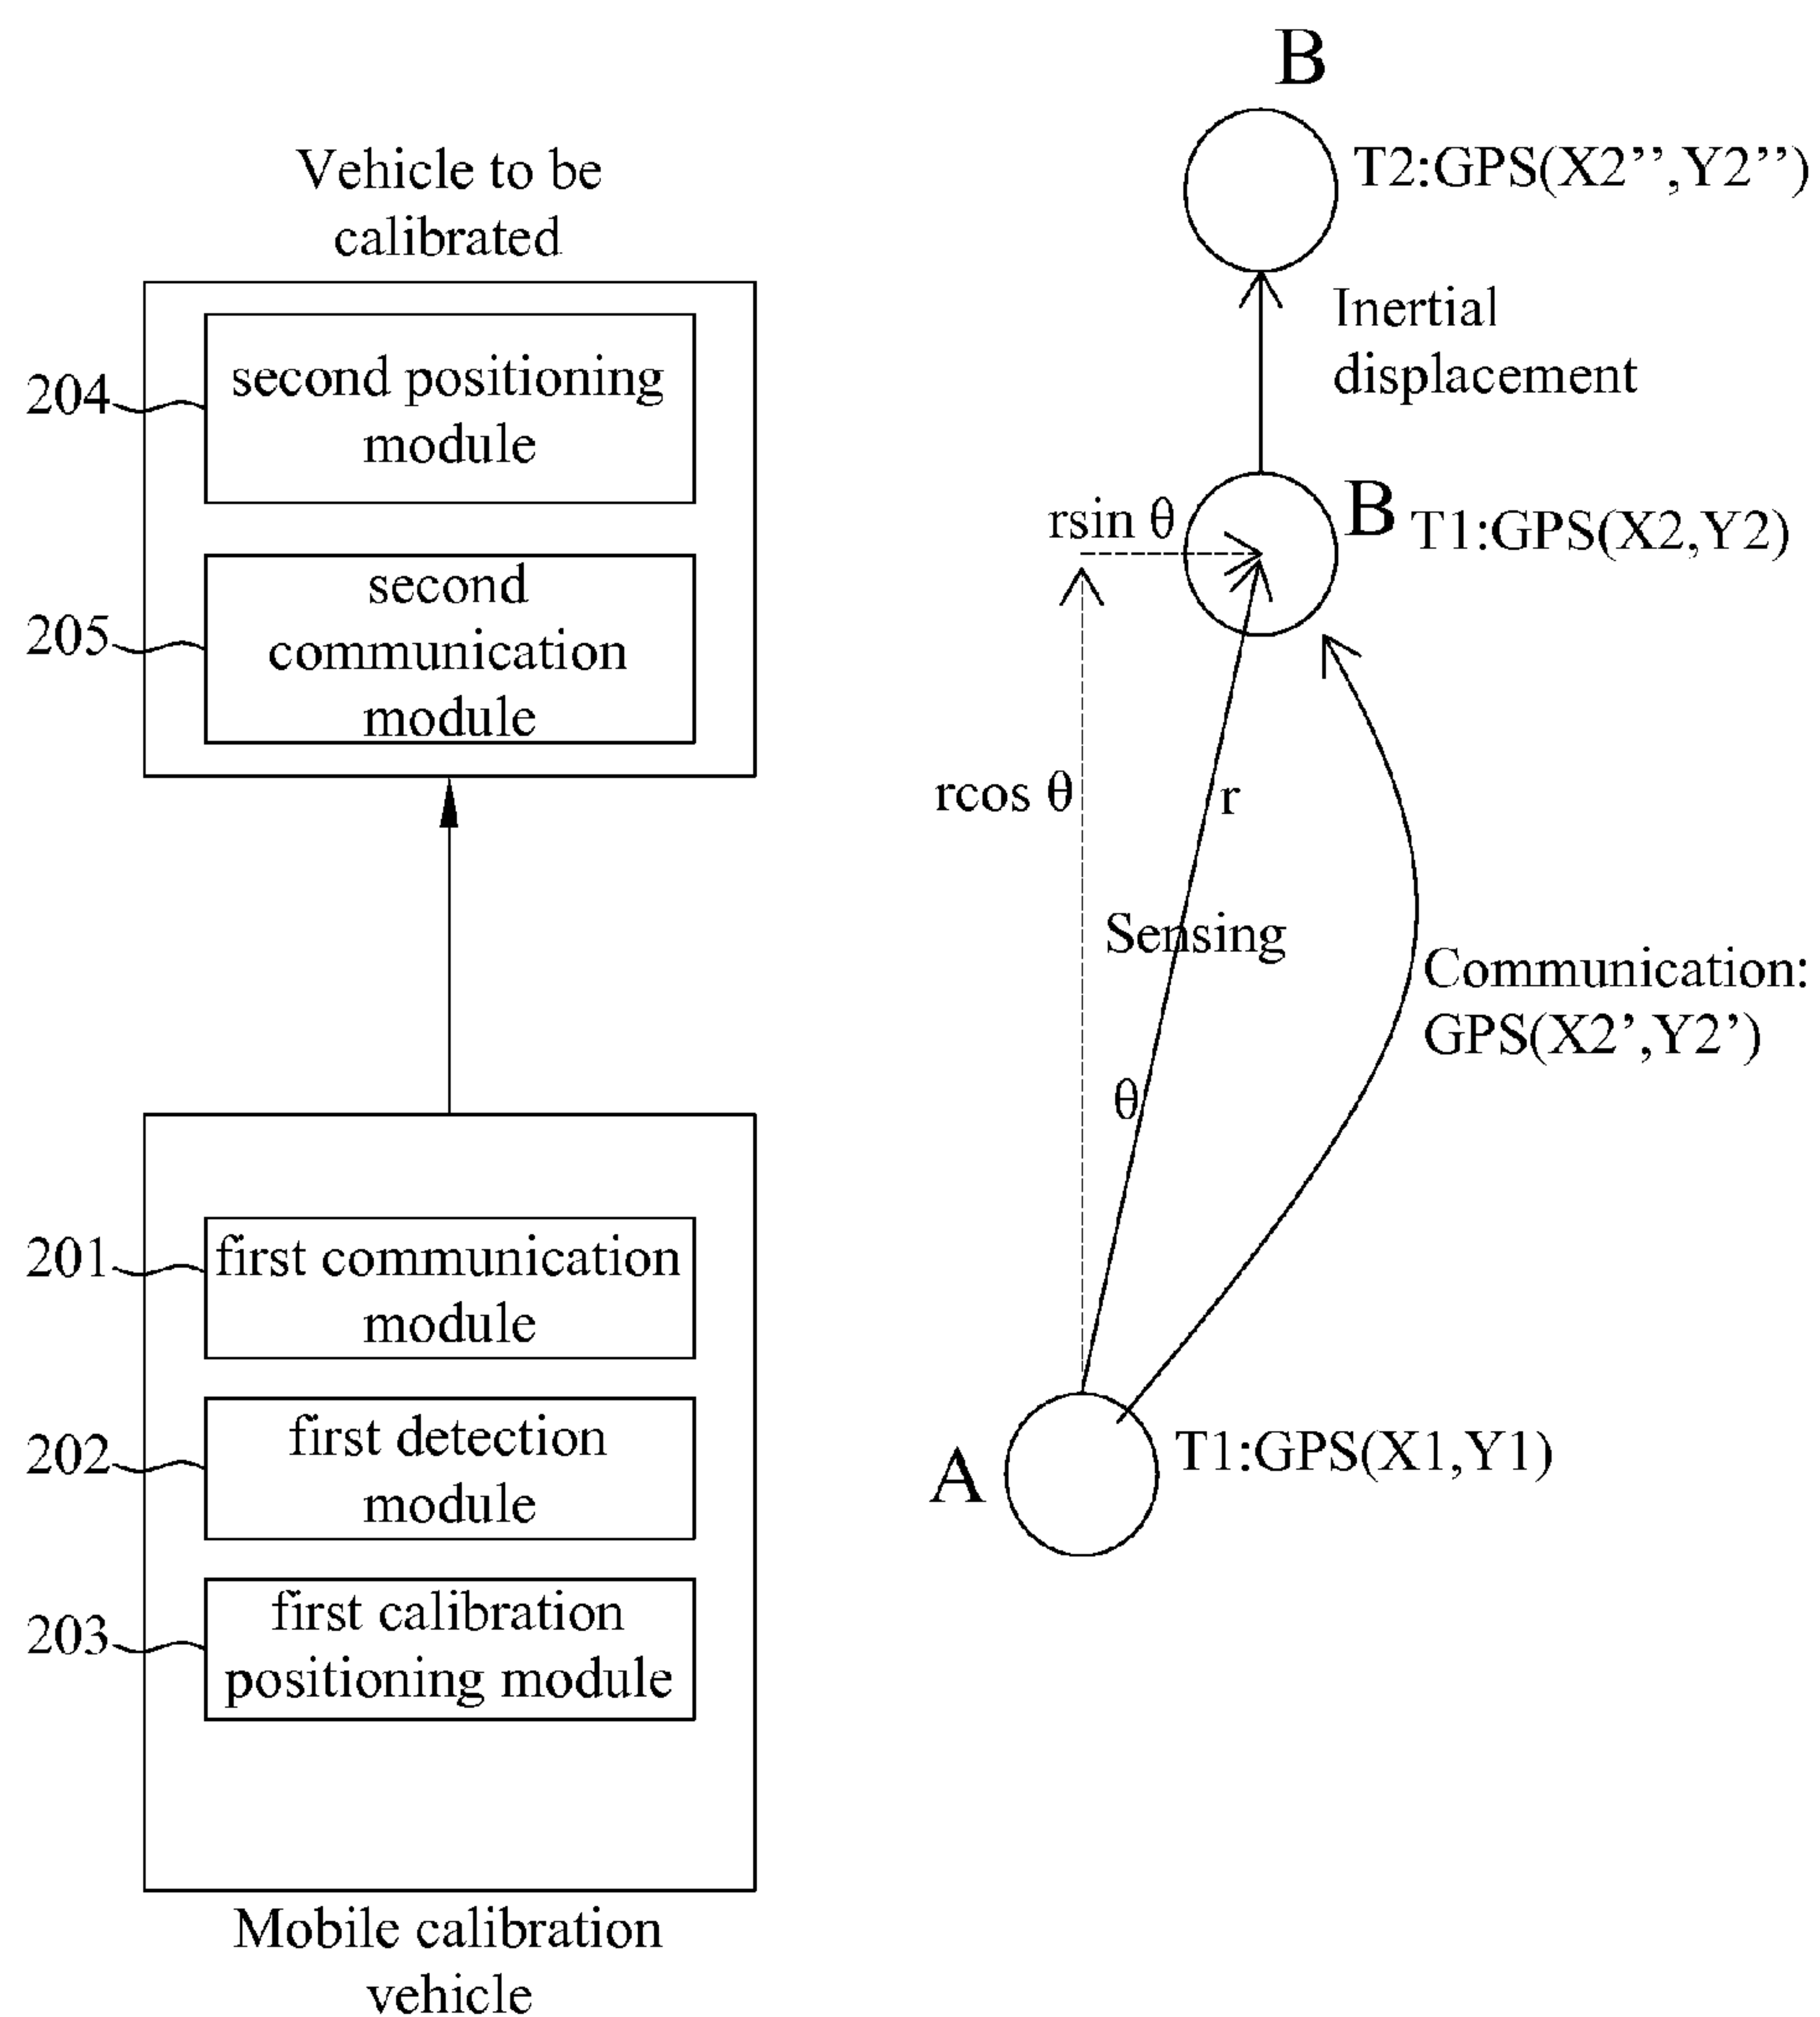 Vehicle to be
calibrated
204
second positioning
module
205
second
communication
module
201
first communication
module
202
first detection
module
203
first calibration
positioning module
Mobile calibration
vehicle
B
T2:GPS(X2’’,Y2’’)
Inertial
displacement
rsin θ
B
T1:GPS(X2,Y2)
rcos θ
r
Sensing
Communication:
GPS(X2’,Y2’)
θ
A
T1:GPS(X1,Y1)